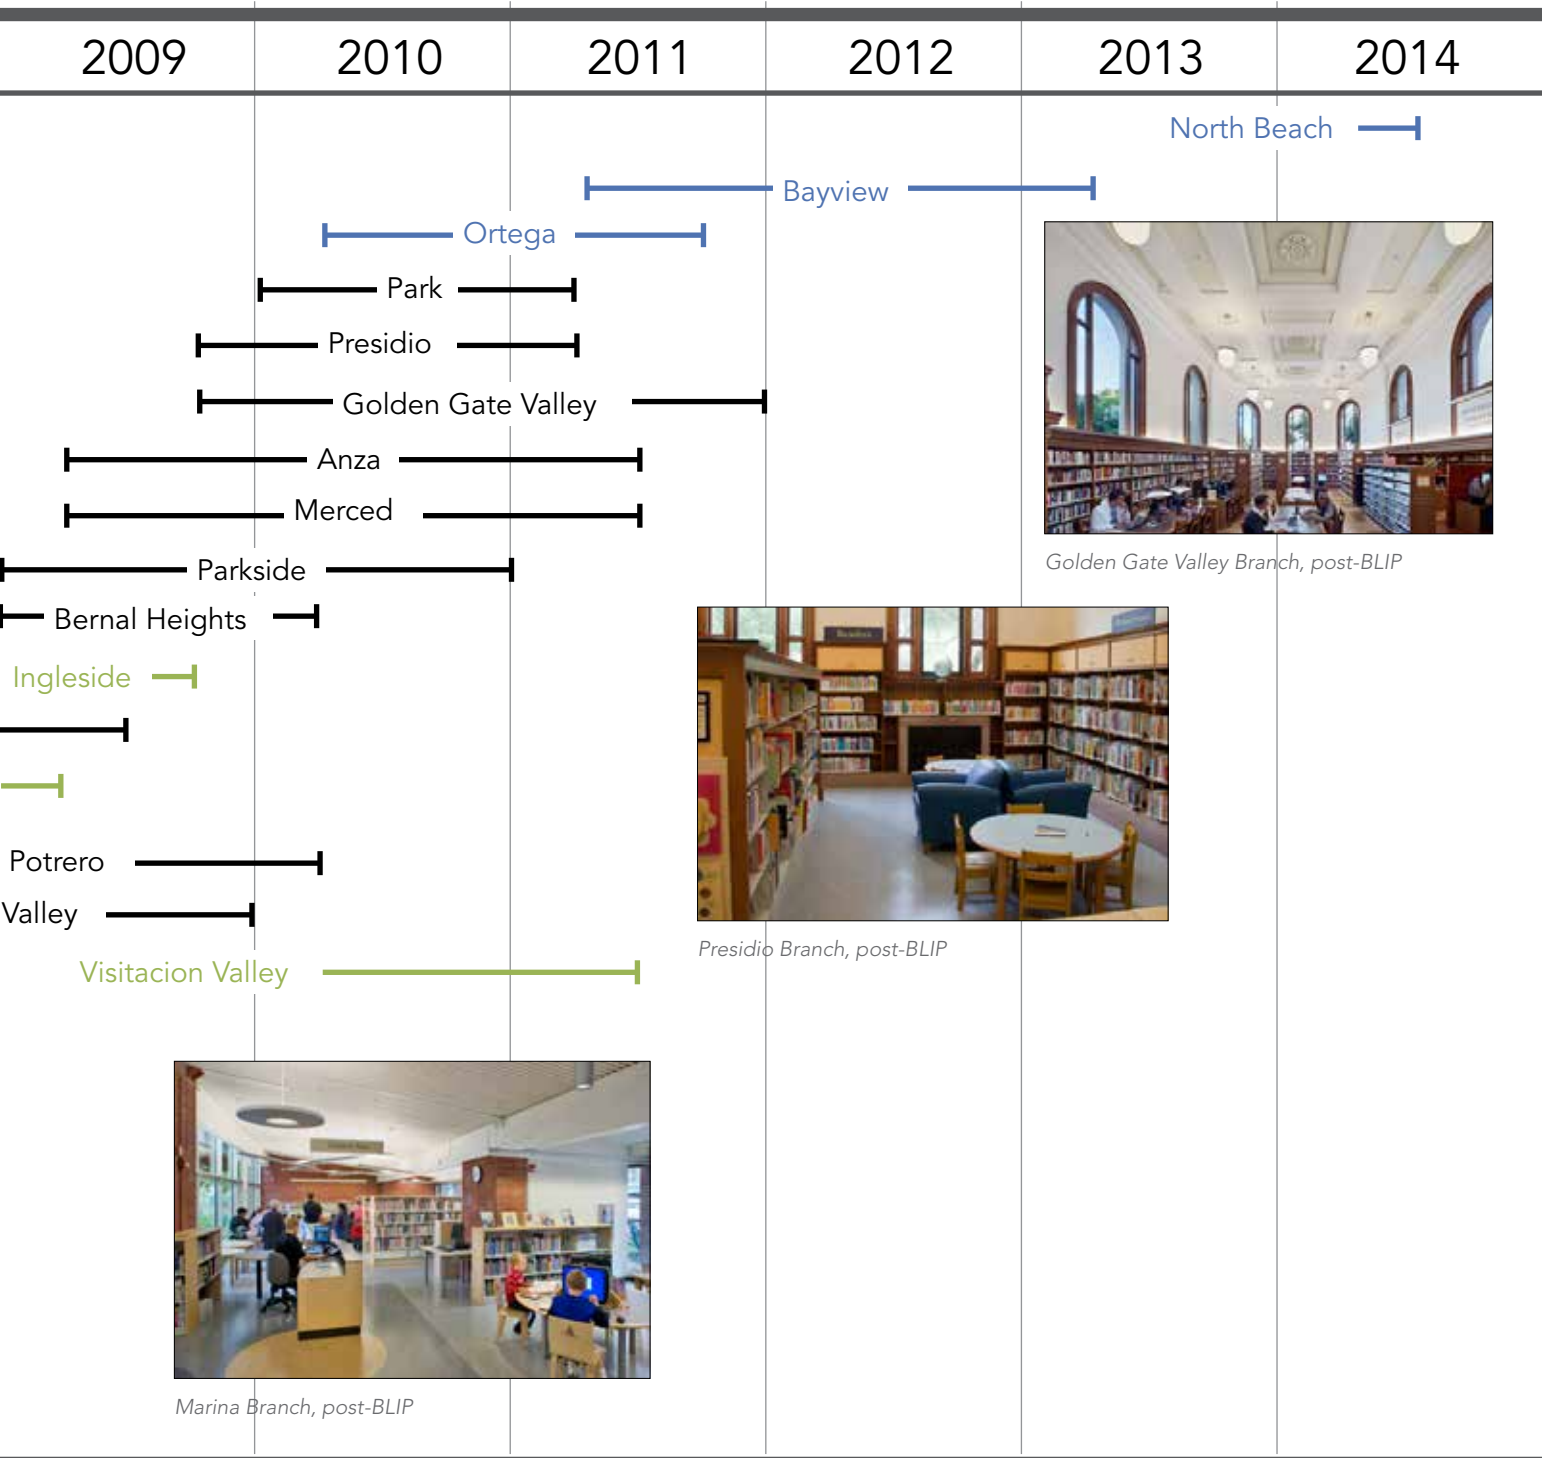 2009 2010 2011 2012 2013 2014
North Beach
Bayview
Ortega
Park
Presidio
Golden Gate Valley
Anza
Merced
Parkside
Golden Gate Valley Branch, post-BLIP
Bernal Heights
Ingleside
Potrero
Valley
Presidio Branch, post-BLIP
Visitacion Valley
Marina Branch, post-BLIP